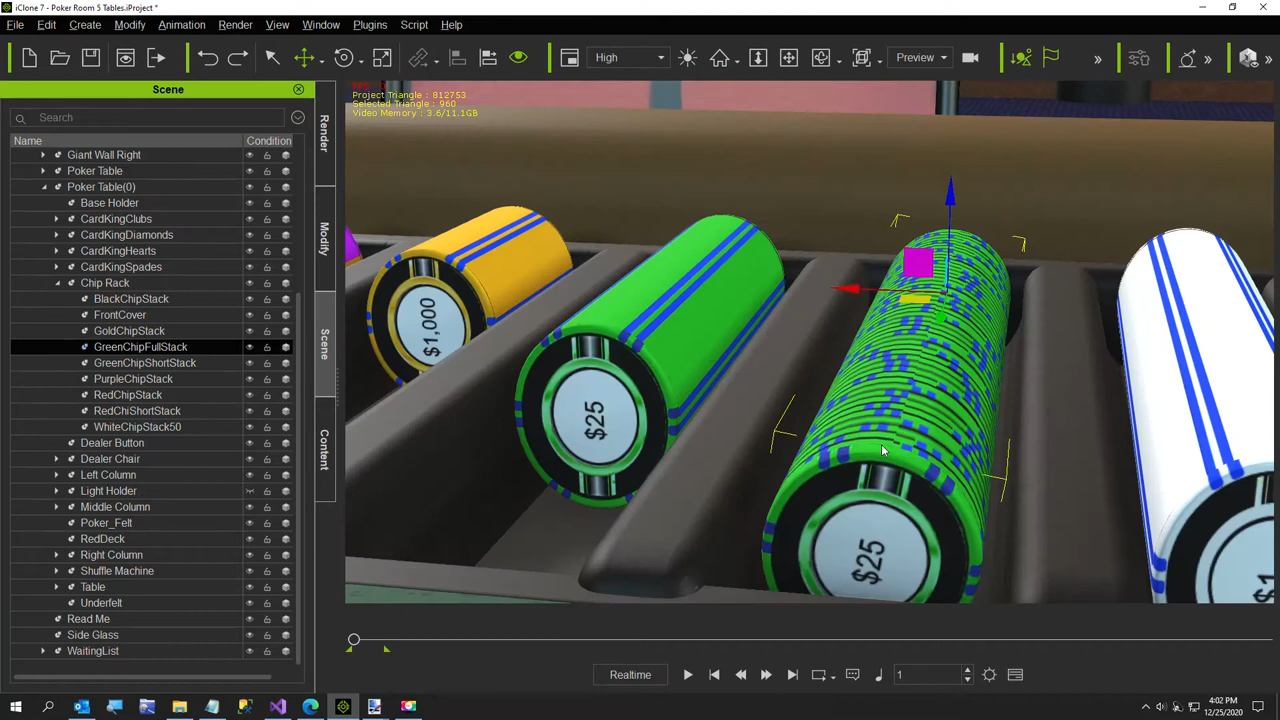 iClone 7 - Poker Room 5 Tables.iProject *
File Edit Create Modify Animation Render View Window Plugins Script Help
High Preview
Scene
Search
Name Condition
Giant Wall Right
Poker Table
Poker Table(0)
Base Holder
CardKingClubs
CardKingDiamonds
CardKingHearts
CardKingSpades
Chip Rack
BlackChipStack
FrontCover
GoldChipStack
GreenChipFullStack
GreenChipShortStack
PurpleChipStack
RedChipStack
RedChiShortStack
WhiteChipStack50
Dealer Button
Dealer Chair
Left Column
Light Holder
Middle Column
Poker_Felt
RedDeck
Right Column
Shuffle Machine
Table
Underfelt
Read Me
Side Glass
WaitingList
Render
Modify
Scene
Content
Project Triangle : 812753
Selected Triangle : 960
Video Memory : 3.6/11.1GB
$1,000
$25
$25
$1
Realtime
1
4:02 PM
12/25/2020